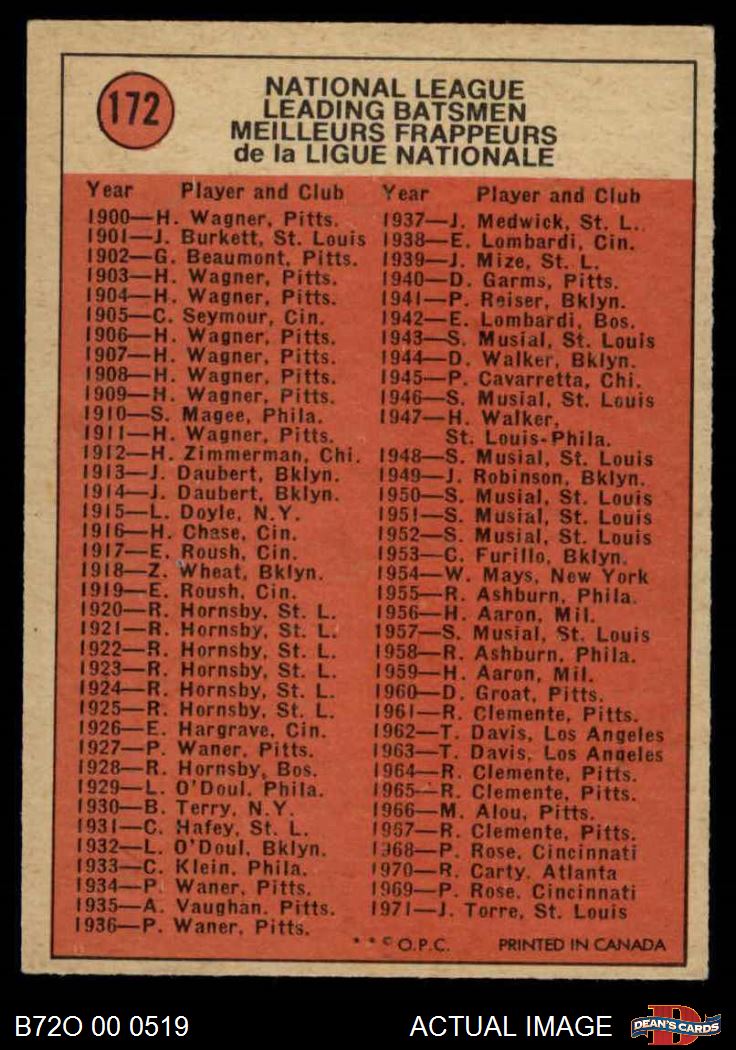 172
NATIONAL LEAGUE
LEADING BATSMEN
MEILLEURS FRAPPEURS
de la LIGUE NATIONALE
Year Player and Club
1900—H. Wagner, Pitts.
1901—J. Burkett, St. Louis
1902—G. Beaumont, Pitts.
1903—H. Wagner, Pitts.
1904—H. Wagner, Pitts.
1905—C. Seymour, Cin.
1906—H. Wagner, Pitts.
1907—H. Wagner, Pitts.
1908—H. Wagner, Pitts.
1909—H. Wagner, Pitts.
1910—S. Magee, Phila.
1911—H. Wagner, Pitts.
1912—H. Zimmerman, Chi.
1913—J. Daubert, Bklyn.
1914—J. Daubert, Bklyn.
1915—L. Doyle, N.Y.
1916—H. Chase, Cin.
1917—E. Roush, Cin.
1918—Z. Wheat, Bklyn.
1919—E. Roush, Cin.
1920—R. Hornsby, St. L.
1921—R. Hornsby, St. L.
1922—R. Hornsby, St. L.
1923—R. Hornsby, St. L.
1924—R. Hornsby, St. L.
1925—R. Hornsby, St. L.
1926—E. Hargrave, Cin.
1927—P. Waner, Pitts.
1928—R. Hornsby, Bos.
1929—L. O'Doul, Phila.
1930—B. Terry, N.Y.
1931—C. Hafey, St. L.
1932—L. O'Doul, Bklyn.
1933—C. Klein, Phila.
1934—P. Waner, Pitts.
1935—A. Vaughan, Pitts.
1936—P. Waner, Pitts.
Year Player and Club
1937—J. Medwick, St. L.
1938—E. Lombardi, Cin.
1939—J. Mize, St. L.
1940—D. Garms, Pitts.
1941—P. Reiser, Bklyn.
1942—E. Lombardi, Bos.
1943—S. Musial, St. Louis
1944—D. Walker, Bklyn.
1945—P. Cavarretta, Chi.
1946—S. Musial, St. Louis
1947—H. Walker,
St. Louis-Phila.
1948—S. Musial, St. Louis
1949—J. Robinson, Bklyn.
1950—S. Musial, St. Louis
1951—S. Musial, St. Louis
1952—S. Musial, St. Louis
1953—C. Furillo, Bklyn.
1954—W. Mays, New York
1955—R. Ashburn, Phila.
1956—H. Aaron, Mil.
1957—S. Musial, St. Louis
1958—R. Ashburn, Phila.
1959—H. Aaron, Mil.
1960—D. Groat, Pitts.
1961—R. Clemente, Pitts.
1962—T. Davis, Los Angeles
1963—T. Davis, Los Angeles
1964—R. Clemente, Pitts.
1965—R. Clemente, Pitts.
1966—M. Alou, Pitts.
1967—R. Clemente, Pitts.
1968—P. Rose, Cincinnati
1970—R. Carty, Atlanta
1969—P. Rose, Cincinnati
1971—J. Torre, St. Louis
* * © O.P.C. PRINTED IN CANADA
B72O 00 0519 ACTUAL IMAGE
DEAN'S CARDS